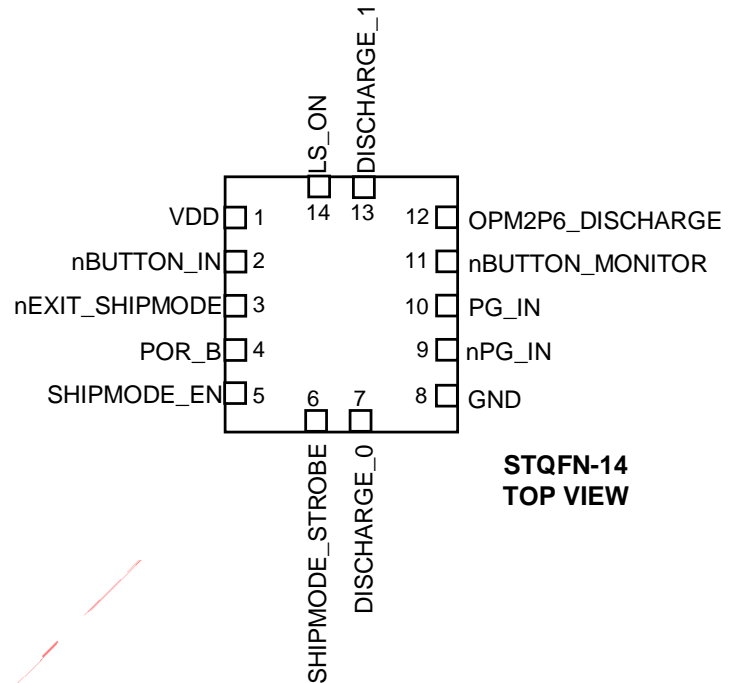 DISCHARGE_1
LS_ON
14
13
VDD
1
12
OPM2P6_DISCHARGE
nBUTTON_IN
2
11
nBUTTON_MONITOR
nEXIT_SHIPMODE
3
10
PG_IN
POR_B
4
9
nPG_IN
SHIPMODE_EN
5
6
7
8
GND
SHIPMODE_STROBE
DISCHARGE_0
STQFN-14
TOP VIEW